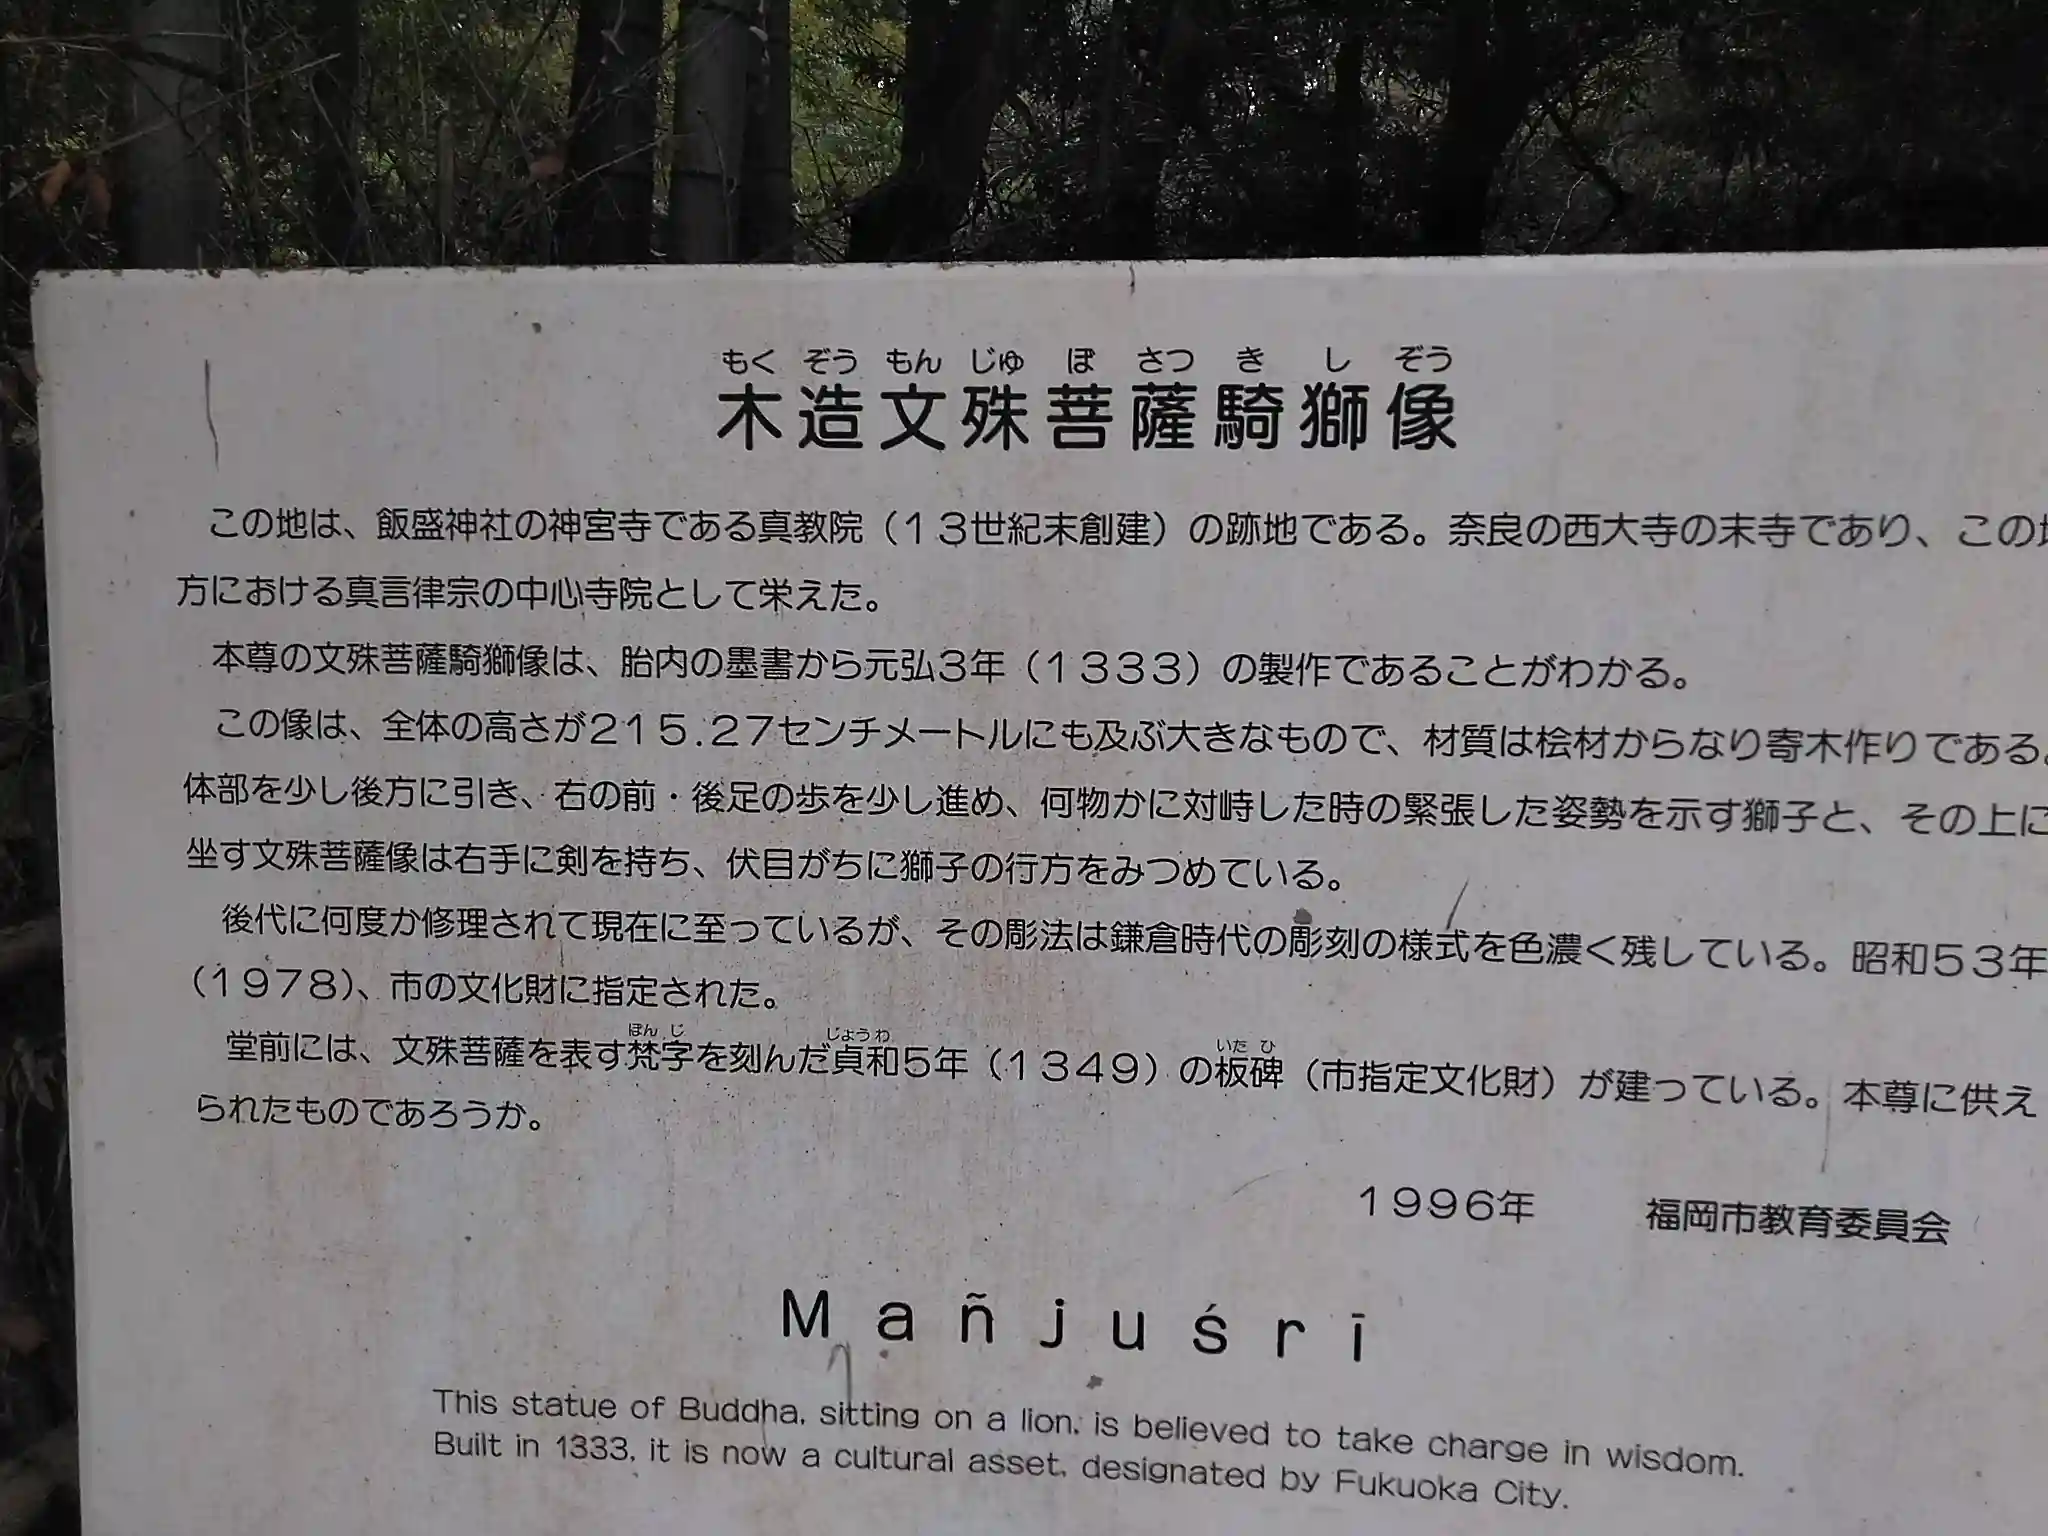 もくぞうもんじゅぼさつきしぞう
木造文殊菩薩騎獅像
この地は、飯盛神社の神宮寺である真教院（１３世紀末創建）の跡地である。奈良の西大寺の末寺であり、この地
方における真言律宗の中心寺院として栄えた。
本尊の文殊菩薩騎獅像は、胎内の墨書から元弘３年（１３３３）の製作であることがわかる。
この像は、全体の高さが２１５.２７センチメートルにも及ぶ大きなもので、材質は桧材からなり寄木作りである。
体部を少し後方に引き、右の前・後足の歩を少し進め、何物かに対峙した時の緊張した姿勢を示す獅子と、その上に
坐す文殊菩薩像は右手に剣を持ち、伏目がちに獅子の行方をみつめている。
後代に何度か修理されて現在に至っているが、その彫法は鎌倉時代の彫刻の様式を色濃く残している。昭和５３年
（１９７８）、市の文化財に指定された。
ぼんじ じょうわ いたひ
堂前には、文殊菩薩を表す梵字を刻んだ貞和５年（１３４９）の板碑（市指定文化財）が建っている。本尊に供え
られたものであろうか。
１９９６年 福岡市教育委員会
Mañjuśrī
This statue of Buddha, sitting on a lion, is believed to take charge in wisdom.
Built in 1333, it is now a cultural asset, designated by Fukuoka City.